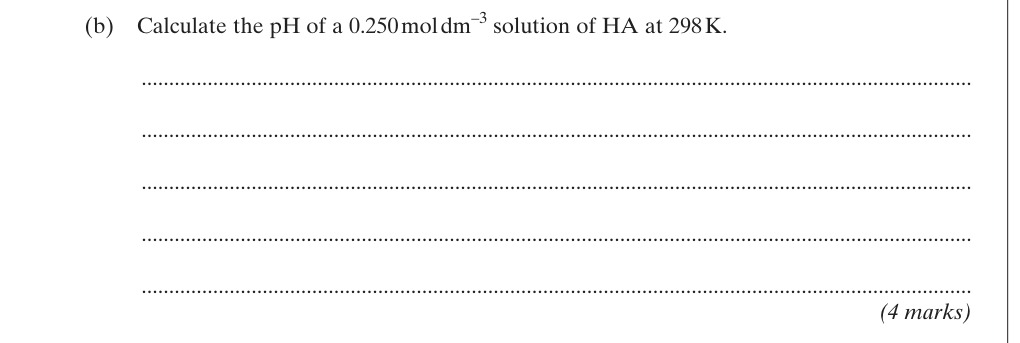 (b) Calculate the pH of a 0.250 mol dm⁻³ solution of HA at 298 K.
(4 marks)